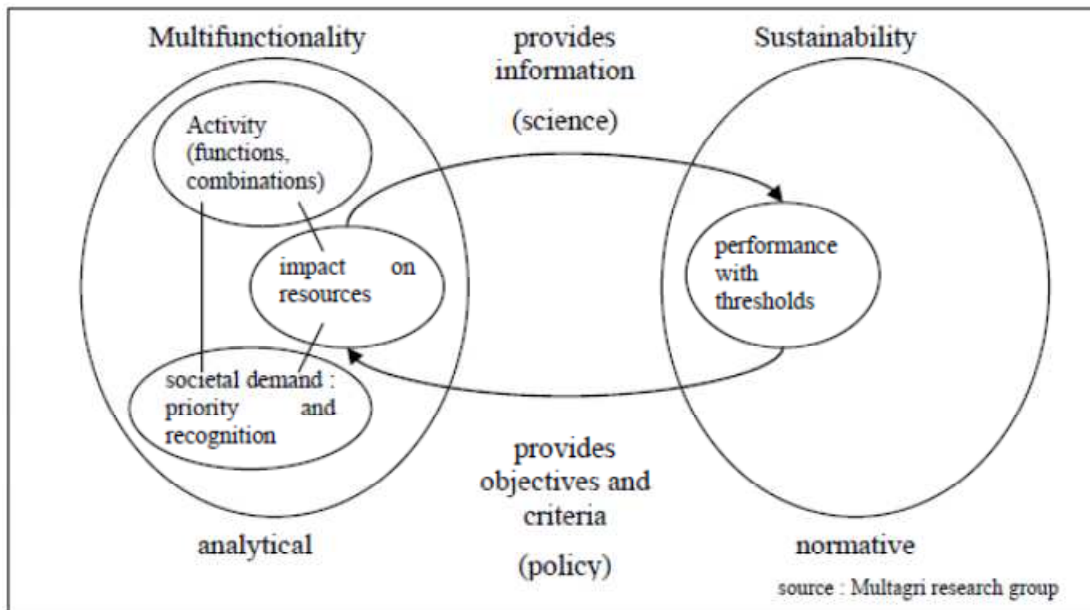 Multifunctionality
provides
information
(science)
Sustainability
Activity
(functions,
combinations)
impact on
resources
societal demand :
priority and
recognition
performance
with
thresholds
provides
objectives and
criteria
(policy)
analytical
normative
source : Multagri research group